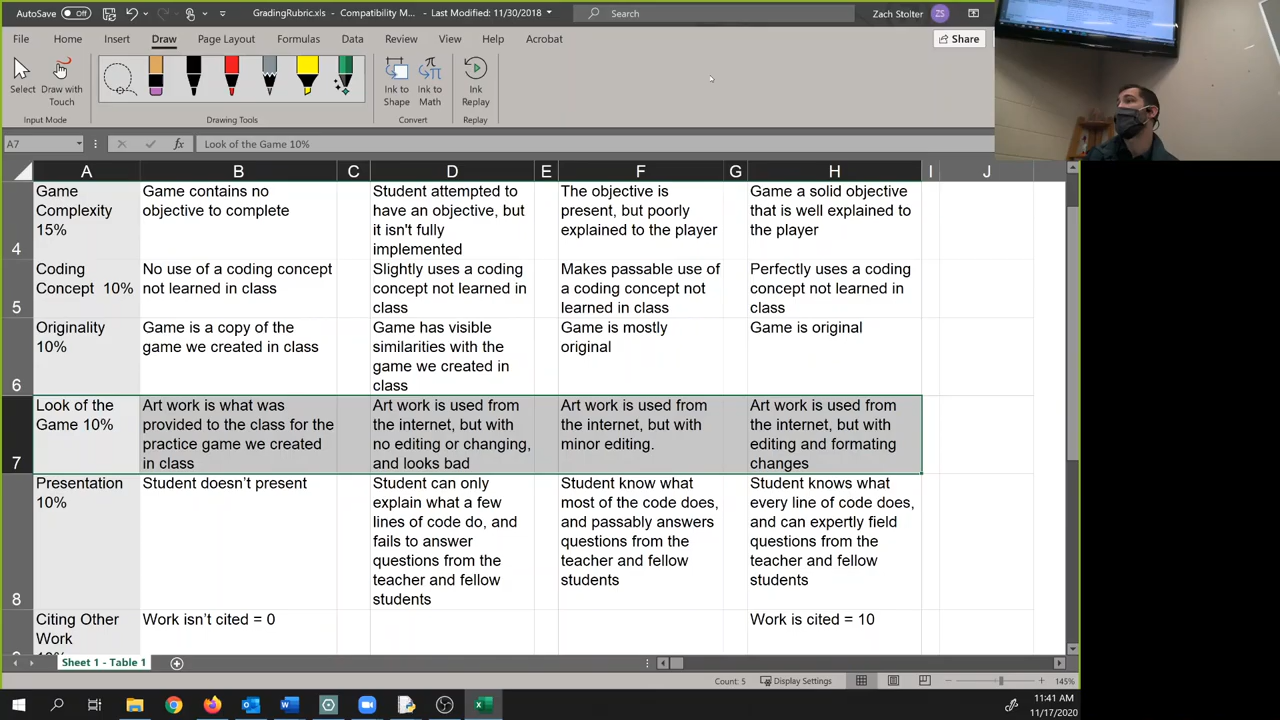 AutoSave Off GradingRubric.xls - Compatibility M... - Last Modified: 11/30/2018 Search Zach Stolter ZS
File Home Insert Draw Page Layout Formulas Data Review View Help Acrobat Share
Select
Draw with
Touch
Ink to
Shape
Ink to
Math
Ink
Replay
Input Mode Drawing Tools Convert Replay
A7 fx Look of the Game 10%
A B C D E F G H I J
4
Game
Complexity
15%
Game contains no
objective to complete
Student attempted to
have an objective, but
it isn't fully
implemented
The objective is
present, but poorly
explained to the player
Game a solid objective
that is well explained to
the player
5
Coding
Concept 10%
No use of a coding concept
not learned in class
Slightly uses a coding
concept not learned in
class
Makes passable use of
a coding concept not
learned in class
Perfectly uses a coding
concept not learned in
class
6
Originality
10%
Game is a copy of the
game we created in class
Game has visible
similarities with the
game we created in
class
Game is mostly
original
Game is original
7
Look of the
Game 10%
Art work is what was
provided to the class for the
practice game we created
in class
Art work is used from
the internet, but with
no editing or changing,
and looks bad
Art work is used from
the internet, but with
minor editing.
Art work is used from
the internet, but with
editing and formating
changes
8
Presentation
10%
Student doesn't present
Student can only
explain what a few
lines of code do, and
fails to answer
questions from the
teacher and fellow
students
Student know what
most of the code does,
and passably answers
questions from the
teacher and fellow
students
Student knows what
every line of code does,
and can expertly field
questions from the
teacher and fellow
students
Citing Other
Work
Work isn't cited = 0
Work is cited = 10
Sheet 1 - Table 1
Count: 5 Display Settings 145%
11:41 AM
11/17/2020